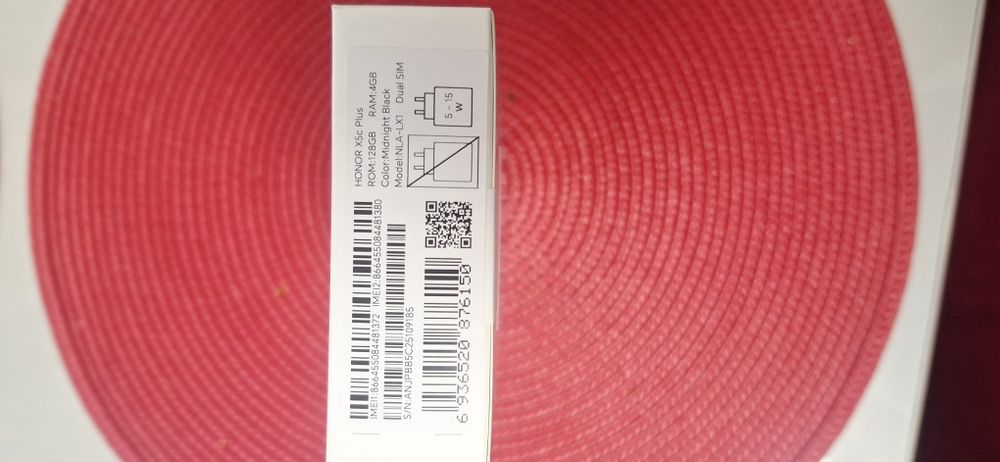 HONOR X5c Plus
ROM:128GB RAM:4GB
Color:Midnight Black
Model:NLA-LX1 Dual SIM
5 - 15
W
IMEI1:866455084481372 IMEI2:866455084481380
S/N:ANJPBB5C25109185
6 936520 876150